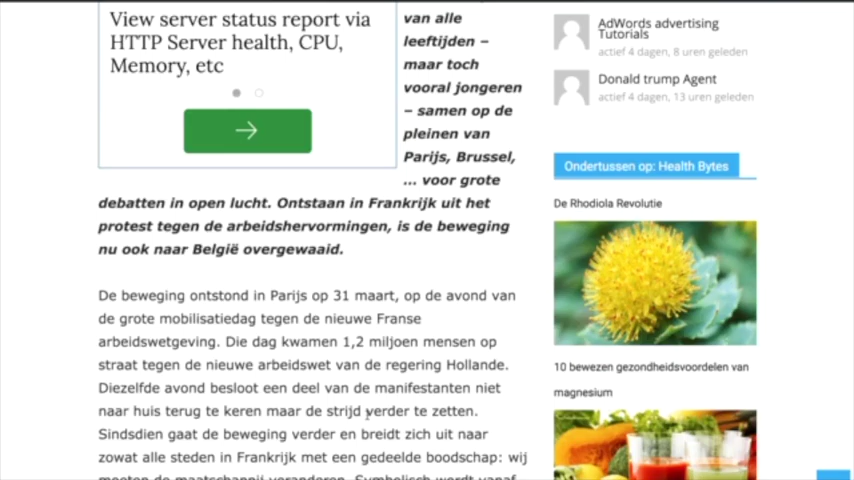 View server status report via
HTTP Server health, CPU,
Memory, etc
van alle
leeftijden –
maar toch
vooral jongeren
– samen op de
pleinen van
Parijs, Brussel,
... voor grote
debatten in open lucht. Ontstaan in Frankrijk uit het
protest tegen de arbeidshervormingen, is de beweging
nu ook naar België overgewaaid.
De beweging ontstond in Parijs op 31 maart, op de avond van
de grote mobilisatiedag tegen de nieuwe Franse
arbeidswetgeving. Die dag kwamen 1,2 miljoen mensen op
straat tegen de nieuwe arbeidswet van de regering Hollande.
Diezelfde avond besloot een deel van de manifestanten niet
naar huis terug te keren maar de strijd verder te zetten.
Sindsdien gaat de beweging verder en breidt zich uit naar
zowat alle steden in Frankrijk met een gedeelde boodschap: wij
moeten de maatschappij veranderen. Symbolisch wordt vanaf
AdWords advertising
Tutorials
actief 4 dagen, 8 uren geleden
Donald trump Agent
actief 4 dagen, 13 uren geleden
Ondertussen op: Health Bytes
De Rhodiola Revolutie
10 bewezen gezondheidsvoordelen van
magnesium